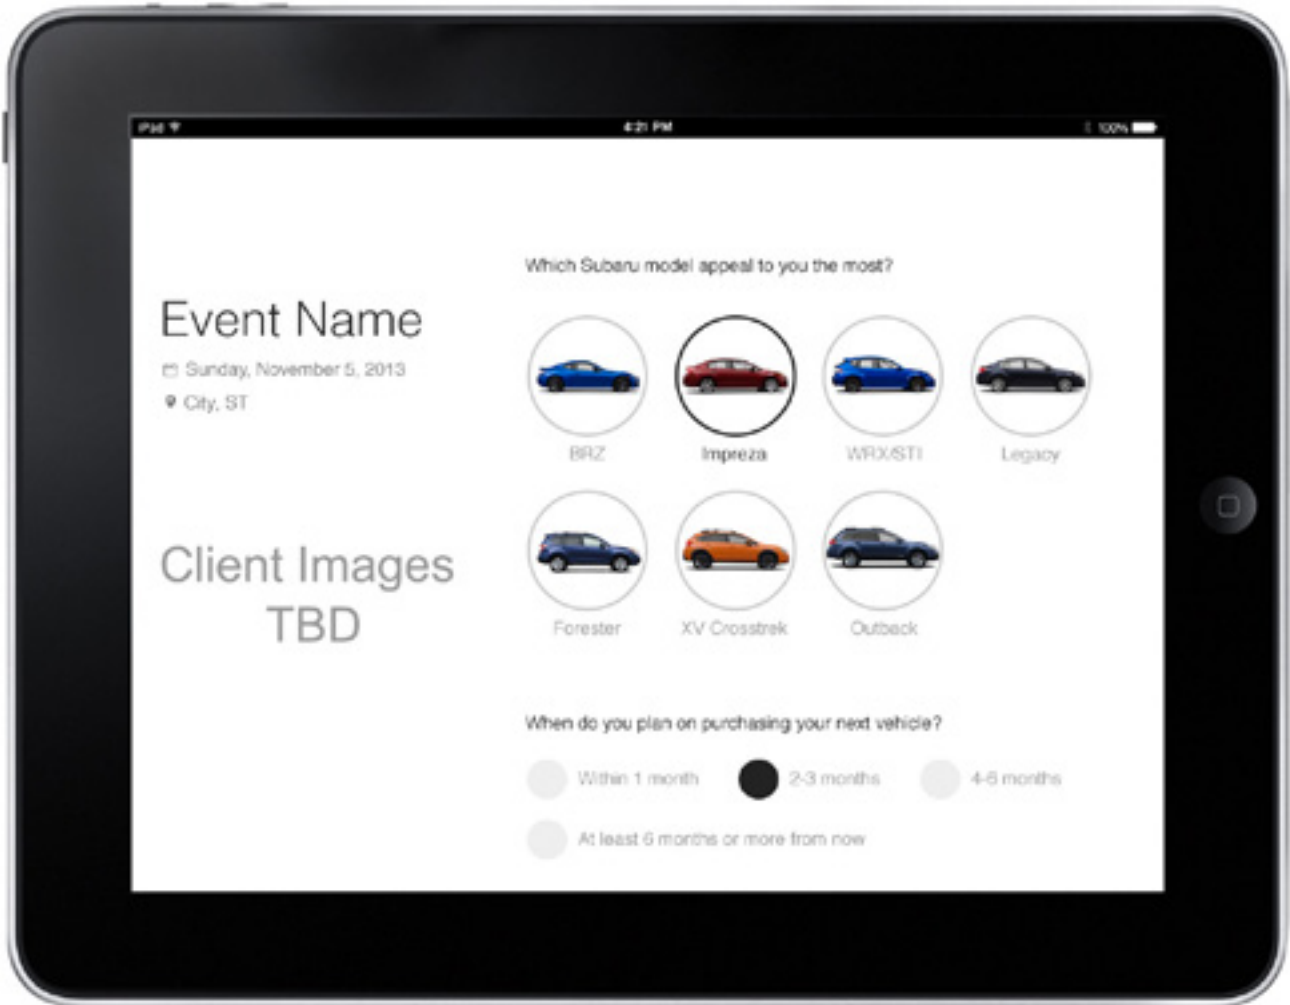 iPad
4:21 PM
100%
Event Name
Sunday, November 5, 2013
City, ST
Client Images
TBD
Which Subaru model appeal to you the most?
BRZ
Impreza
WRX/STI
Legacy
Forester
XV Crosstrek
Outback
When do you plan on purchasing your next vehicle?
Within 1 month
2-3 months
4-6 months
At least 6 months or more from now